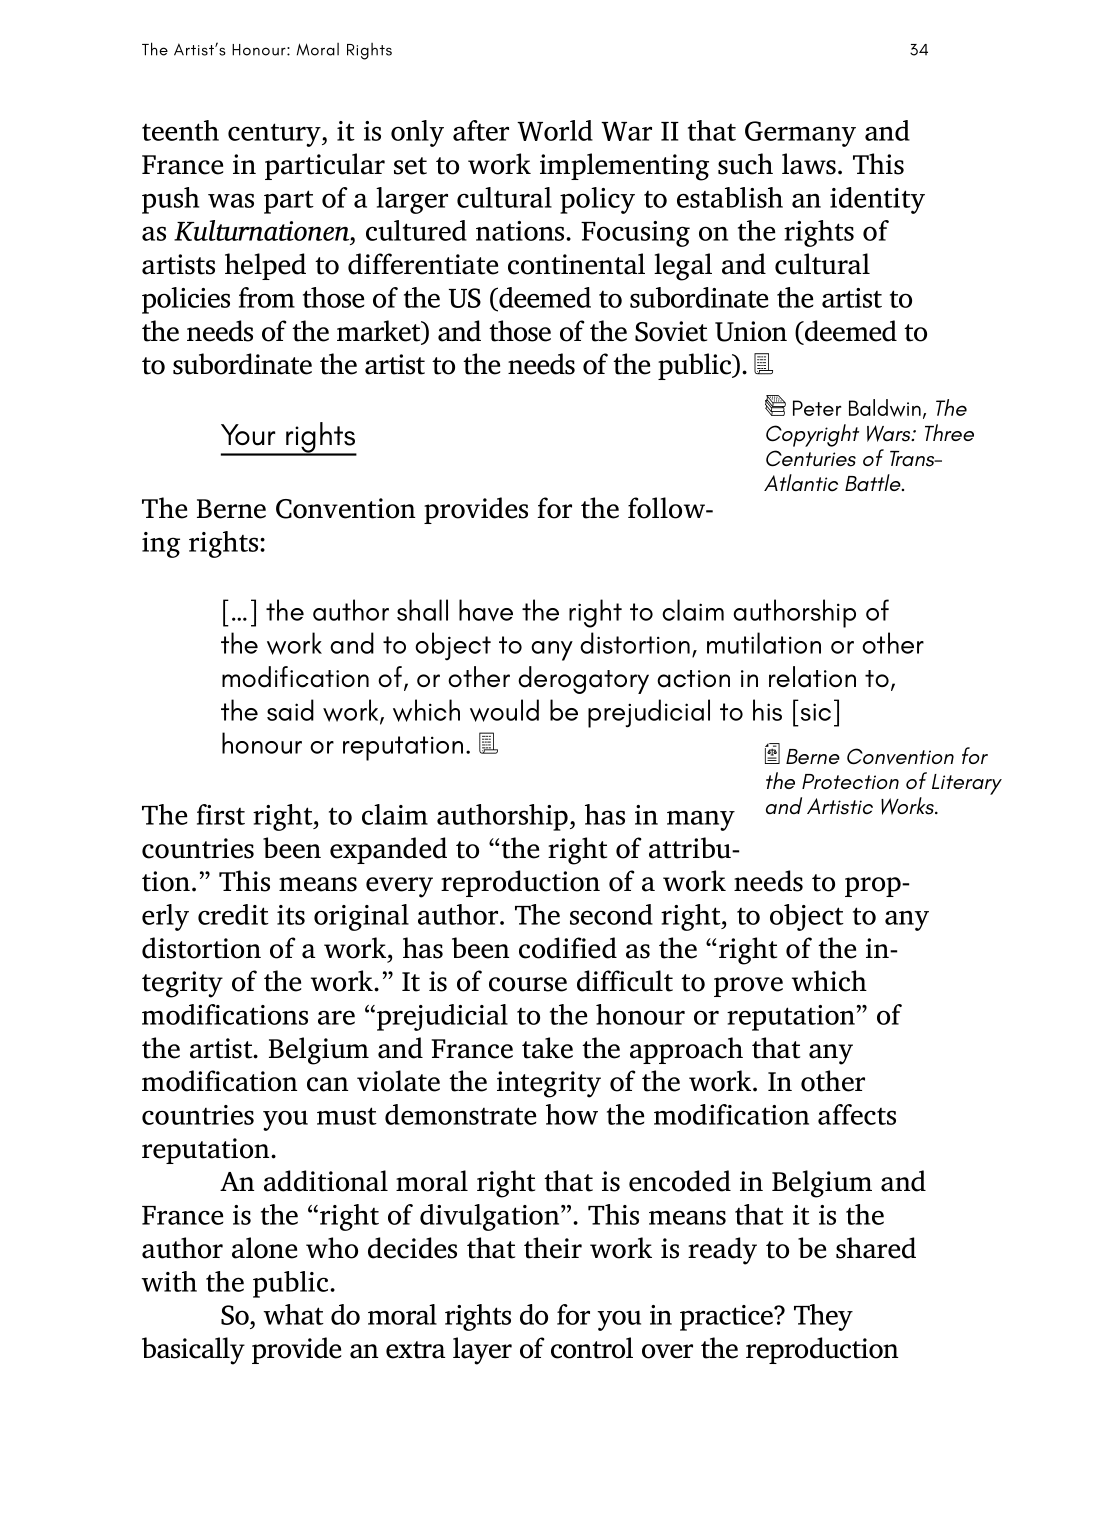 The Artist’s Honour: Moral Rights 34
teenth century, it is only after World War II that Germany and
France in particular set to work implementing such laws. This
push was part of a larger cultural policy to establish an identity
as Kulturnationen, cultured nations. Focusing on the rights of
artists helped to differentiate continental legal and cultural
policies from those of the US (deemed to subordinate the artist to
the needs of the market) and those of the Soviet Union (deemed to
to subordinate the artist to the needs of the public).
Peter Baldwin, The
Copyright Wars: Three
Centuries of Trans-
Atlantic Battle.
Your rights
The Berne Convention provides for the follow-
ing rights:
[…] the author shall have the right to claim authorship of
the work and to object to any distortion, mutilation or other
modification of, or other derogatory action in relation to,
the said work, which would be prejudicial to his [sic]
honour or reputation.
Berne Convention for
the Protection of Literary
and Artistic Works.
The first right, to claim authorship, has in many
countries been expanded to “the right of attribu-
tion.” This means every reproduction of a work needs to prop-
erly credit its original author. The second right, to object to any
distortion of a work, has been codified as the “right of the in-
tegrity of the work.” It is of course difficult to prove which
modifications are “prejudicial to the honour or reputation” of
the artist. Belgium and France take the approach that any
modification can violate the integrity of the work. In other
countries you must demonstrate how the modification affects
reputation.
An additional moral right that is encoded in Belgium and
France is the “right of divulgation”. This means that it is the
author alone who decides that their work is ready to be shared
with the public.
So, what do moral rights do for you in practice? They
basically provide an extra layer of control over the reproduction